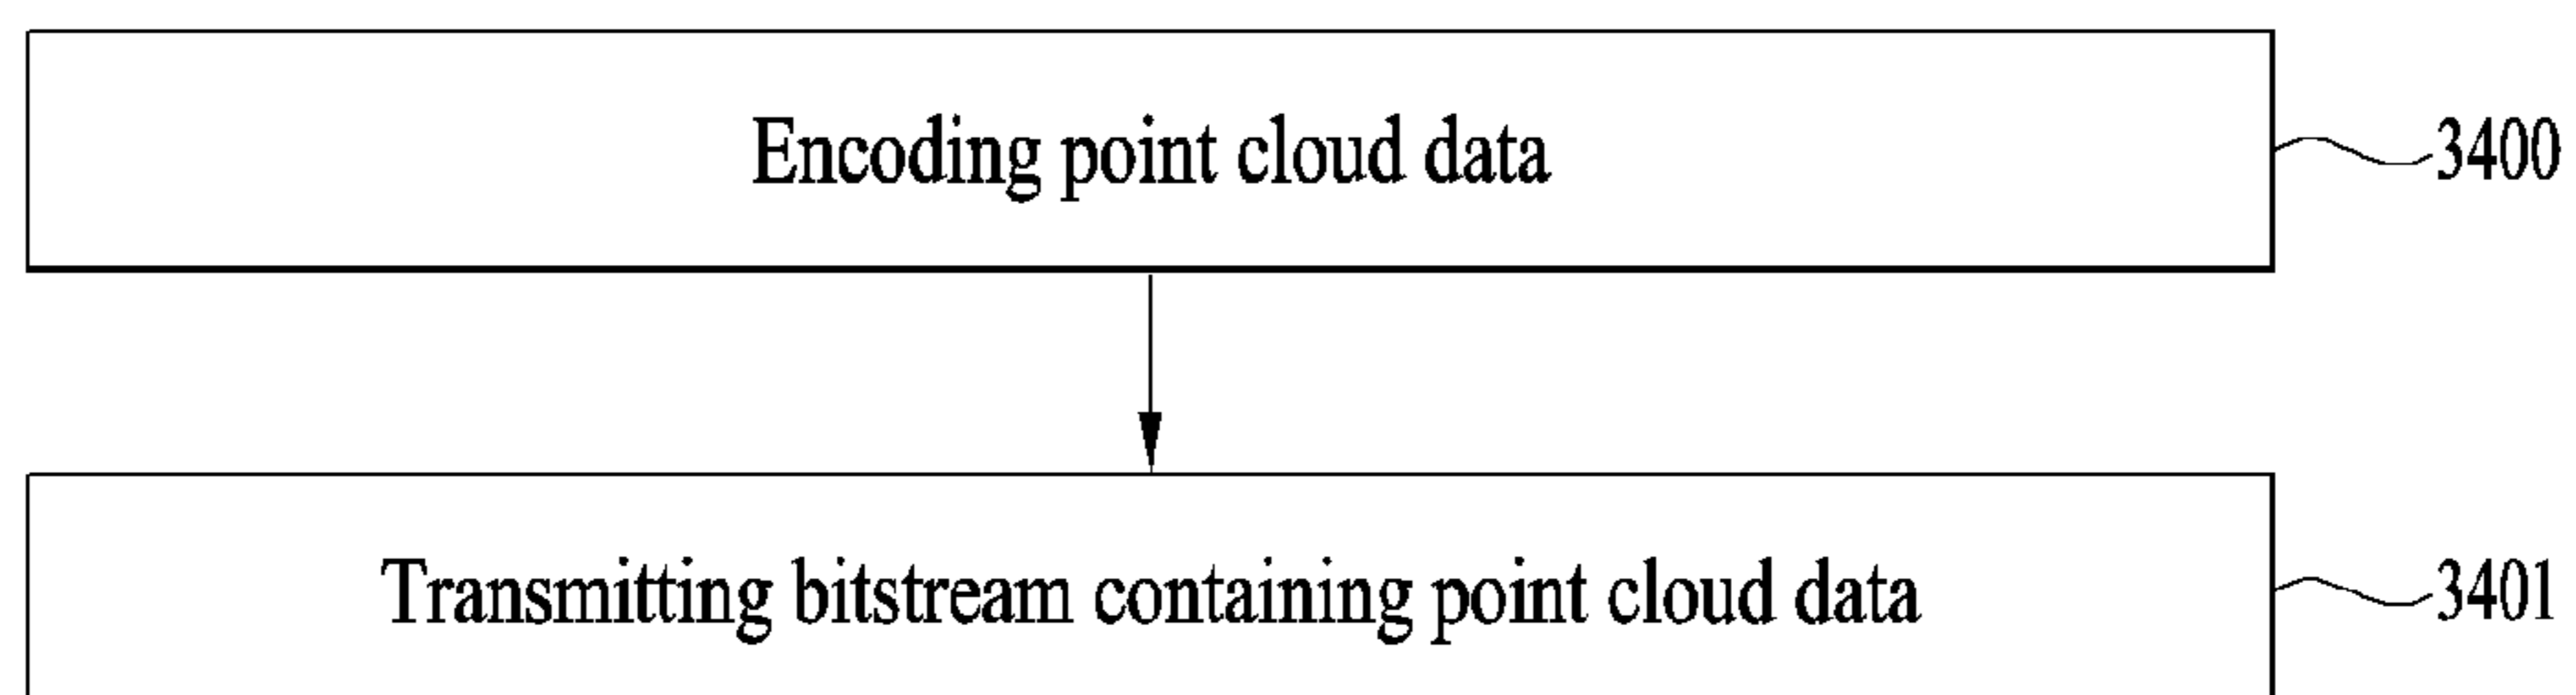 Encoding point cloud data
3400
Transmitting bitstream containing point cloud data
3401